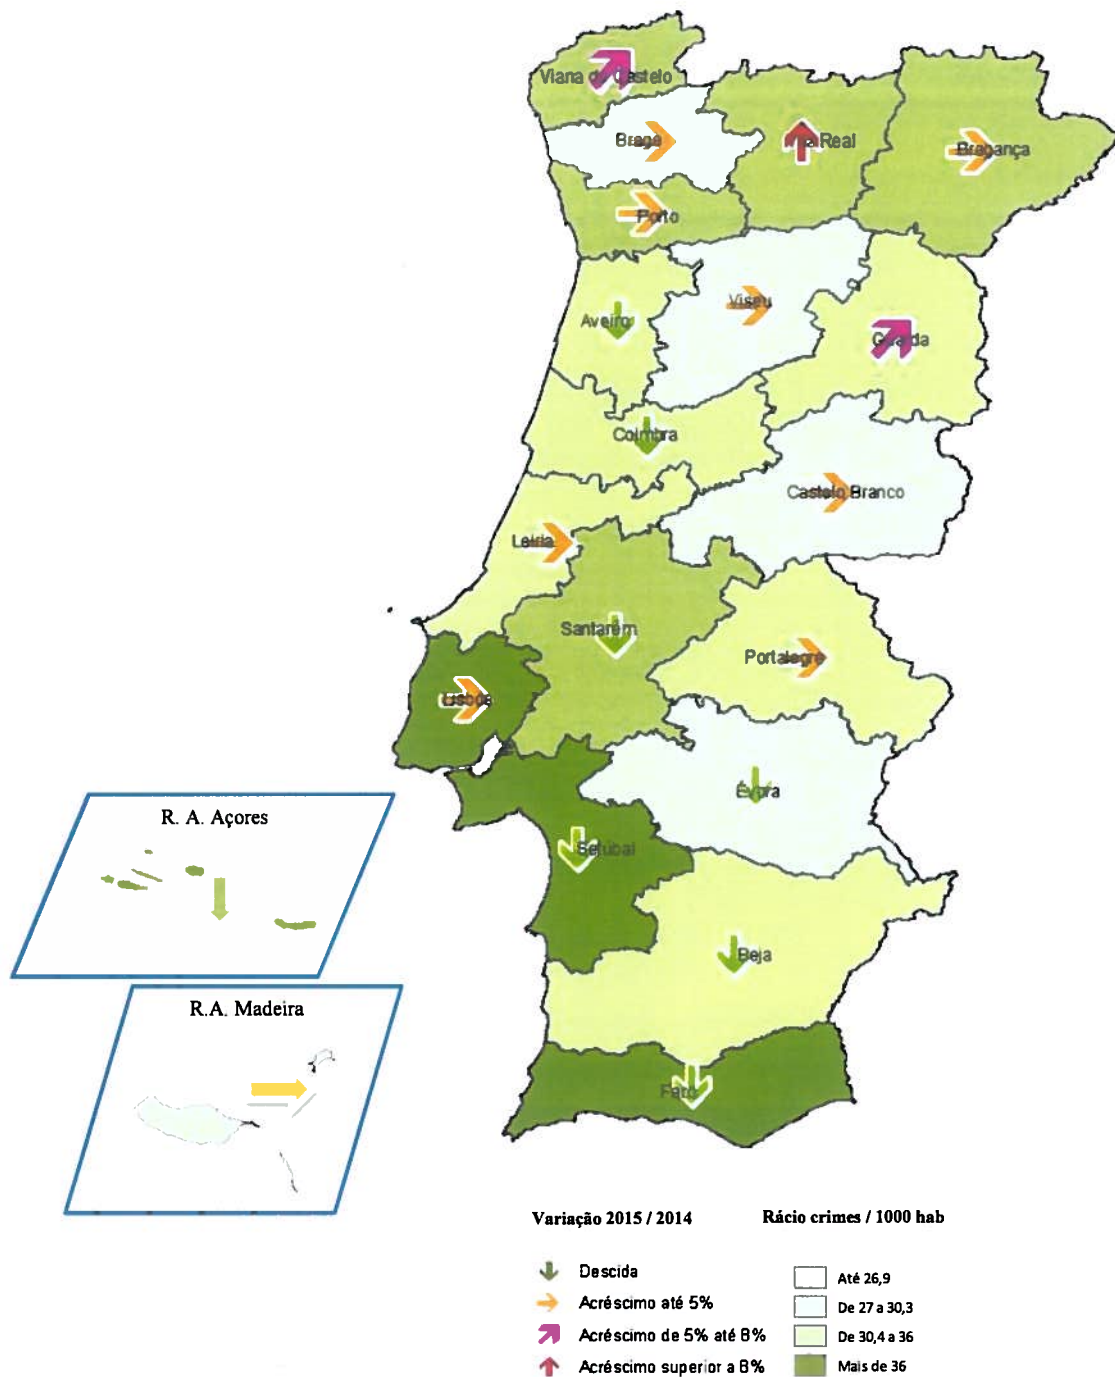 Viana do Castelo
Braga
Real
Bragança
Porto
Aveiro
Viseu
Guarda
Coimbra
Castelo Branco
Leiria
Santarém
Portalegre
Lisboa
Évora
R. A. Açores
Setúbal
Beja
R.A. Madeira
Faro
Variação 2015 / 2014
Rácio crimes / 1000 hab
Descida
Até 26,9
Acréscimo até 5%
De 27 a 30,3
Acréscimo de 5% até 8%
De 30,4 a 36
Acréscimo superior a 8%
Mais de 36